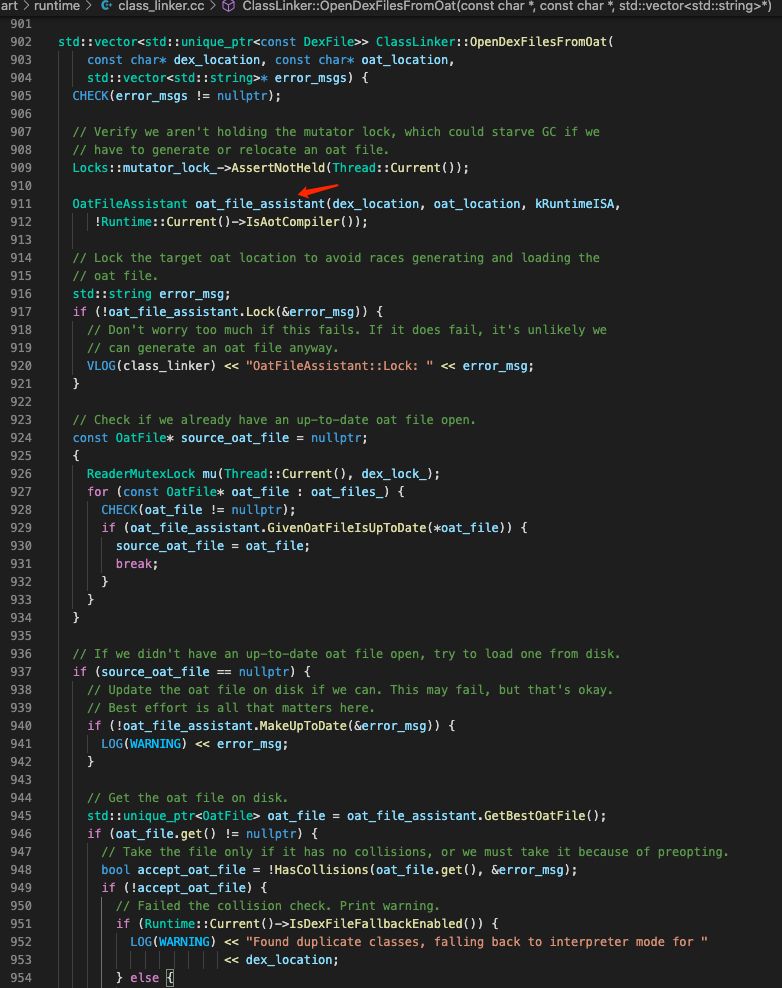 art > runtime > class_linker.cc > ClassLinker::OpenDexFilesFromOat(const char *, const char *, std::vector<std::string>*)
901
902 std::vector<std::unique_ptr<const DexFile>> ClassLinker::OpenDexFilesFromOat(
903 const char* dex_location, const char* oat_location,
904 std::vector<std::string>* error_msgs) {
905 CHECK(error_msgs != nullptr);
906
907 // Verify we aren't holding the mutator lock, which could starve GC if we
908 // have to generate or relocate an oat file.
909 Locks::mutator_lock_->AssertNotHeld(Thread::Current());
910
911 OatFileAssistant oat_file_assistant(dex_location, oat_location, kRuntimeISA,
912 !Runtime::Current()->IsAotCompiler());
913
914 // Lock the target oat location to avoid races generating and loading the
915 // oat file.
916 std::string error_msg;
917 if (!oat_file_assistant.Lock(&error_msg)) {
918 // Don't worry too much if this fails. If it does fail, it's unlikely we
919 // can generate an oat file anyway.
920 VLOG(class_linker) << "OatFileAssistant::Lock: " << error_msg;
921 }
922
923 // Check if we already have an up-to-date oat file open.
924 const OatFile* source_oat_file = nullptr;
925 {
926 ReaderMutexLock mu(Thread::Current(), dex_lock_);
927 for (const OatFile* oat_file : oat_files_) {
928 CHECK(oat_file != nullptr);
929 if (oat_file_assistant.GivenOatFileIsUpToDate(*oat_file)) {
930 source_oat_file = oat_file;
931 break;
932 }
933 }
934 }
935
936 // If we didn't have an up-to-date oat file open, try to load one from disk.
937 if (source_oat_file == nullptr) {
938 // Update the oat file on disk if we can. This may fail, but that's okay.
939 // Best effort is all that matters here.
940 if (!oat_file_assistant.MakeUpToDate(&error_msg)) {
941 LOG(WARNING) << error_msg;
942 }
943
944 // Get the oat file on disk.
945 std::unique_ptr<OatFile> oat_file = oat_file_assistant.GetBestOatFile();
946 if (oat_file.get() != nullptr) {
947 // Take the file only if it has no collisions, or we must take it because of preopting.
948 bool accept_oat_file = !HasCollisions(oat_file.get(), &error_msg);
949 if (!accept_oat_file) {
950 // Failed the collision check. Print warning.
951 if (Runtime::Current()->IsDexFileFallbackEnabled()) {
952 LOG(WARNING) << "Found duplicate classes, falling back to interpreter mode for "
953 << dex_location;
954 } else {